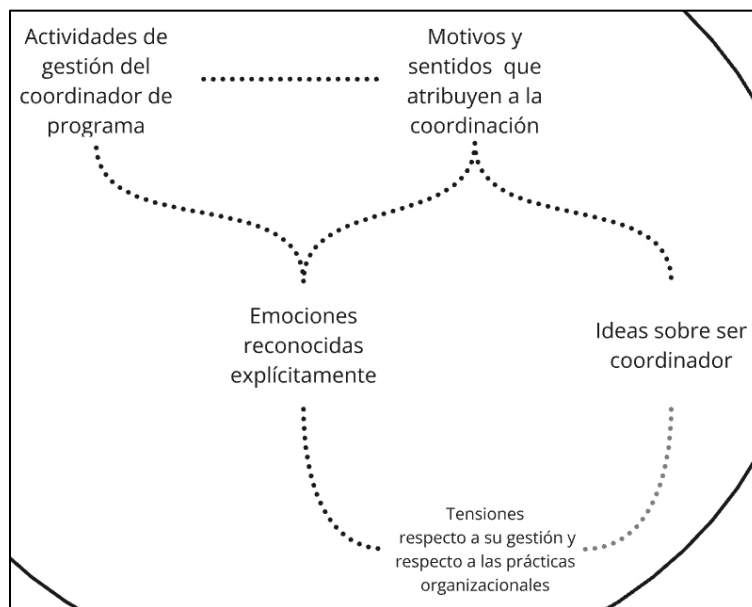 Actividades de
gestión del
coordinador de
programa
Motivos y
sentidos que
atribuyen a la
coordinación
Emociones
reconocidas
explícitamente
Ideas sobre ser
coordinador
Tensiones
respecto a su gestión y
respecto a las prácticas
organizacionales